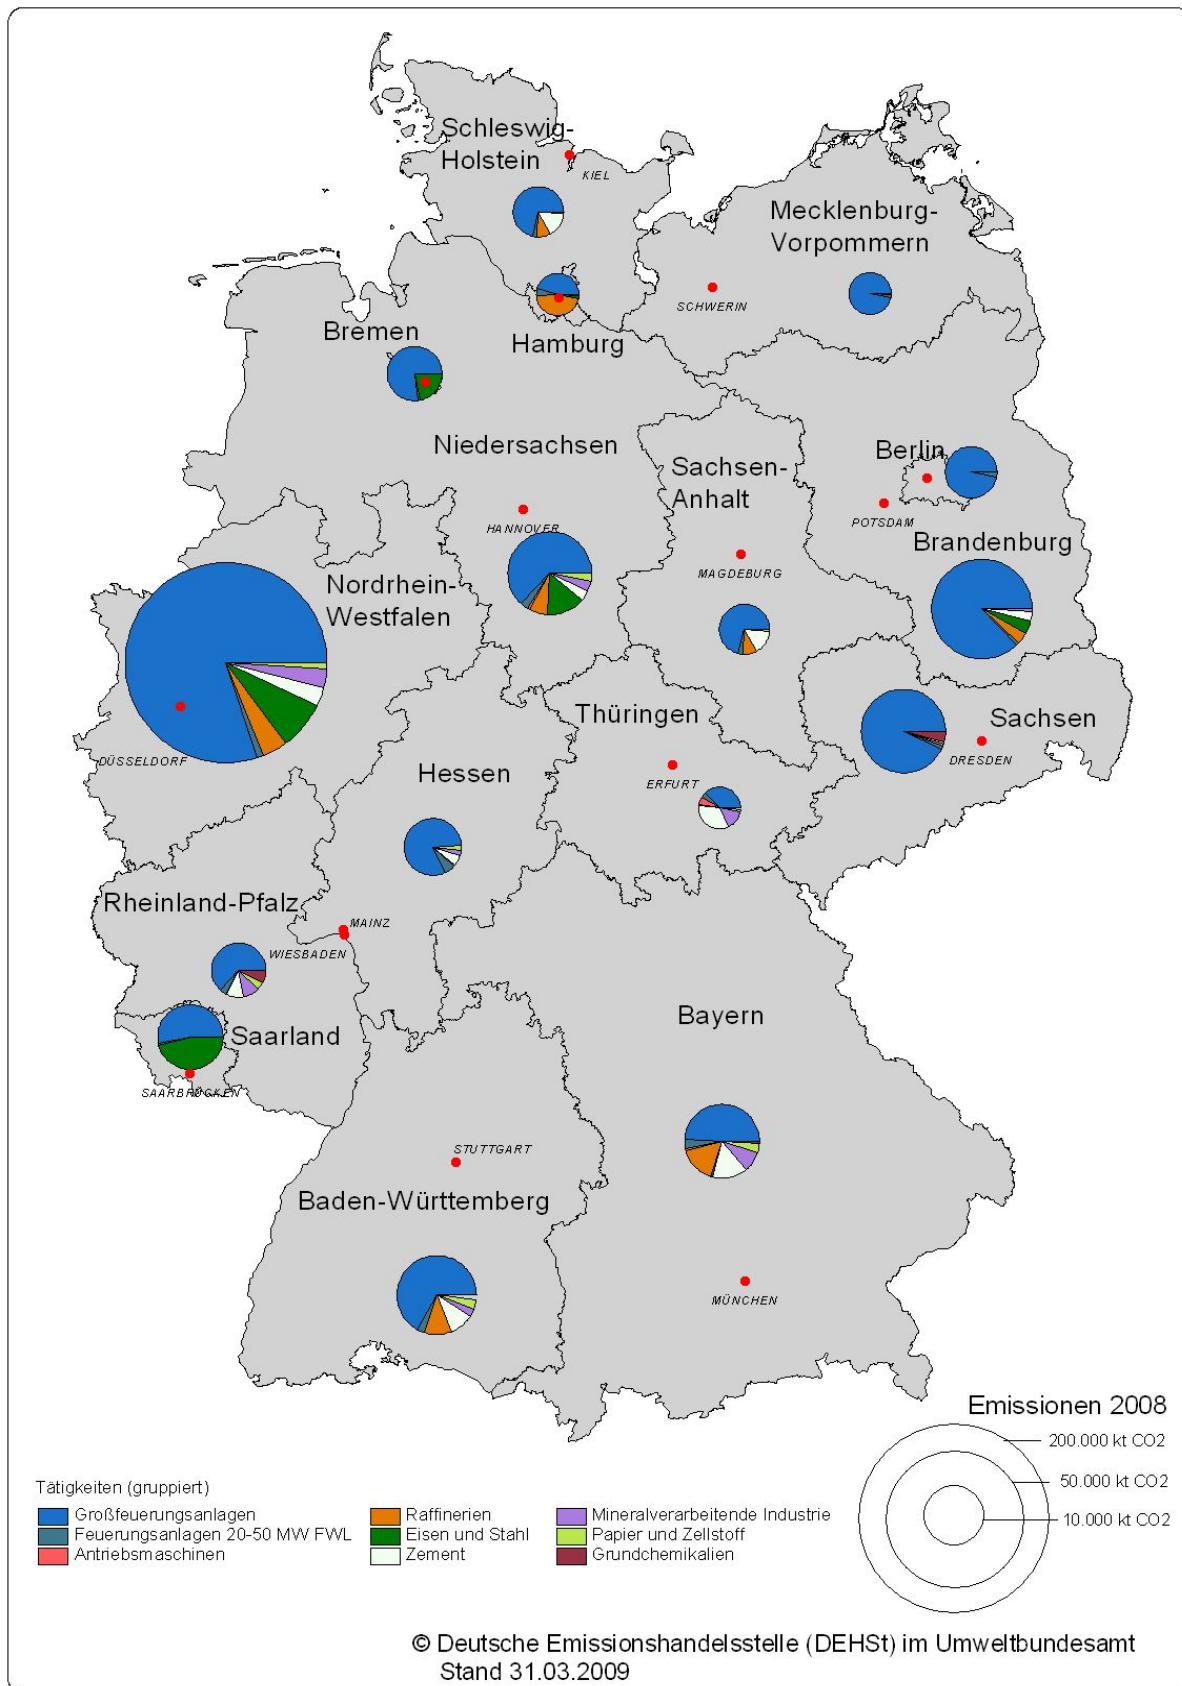 Schleswig-
Holstein
KIEL
Mecklenburg-
Vorpommern
SCHWERIN
Bremen
Hamburg
Niedersachsen
HANNOVER
Sachsen-
Anhalt
MAGDEBURG
Berlin
POTSDAM
Brandenburg
Nordrhein-
Westfalen
DÜSSELDORF
Thüringen
ERFURT
Sachsen
DRESDEN
Hessen
Rheinland-Pfalz
MAINZ
WIESBADEN
Saarland
SAARBRÜCKEN
Bayern
STUTTGART
Baden-Württemberg
MÜNCHEN
Emissionen 2008
200.000 kt CO2
50.000 kt CO2
10.000 kt CO2
Tätigkeiten (gruppiert)
Großfeuerungsanlagen
Feuerungsanlagen 20-50 MW FWL
Antriebsmaschinen
Raffinerien
Eisen und Stahl
Zement
Mineralverarbeitende Industrie
Papier und Zellstoff
Grundchemikalien
© Deutsche Emissionshandelsstelle (DEHSt) im Umweltbundesamt
Stand 31.03.2009